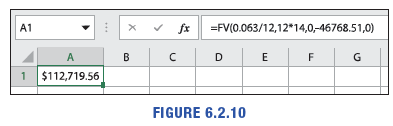 A1 fx =FV(0.063/12,12*14,0,-46768.51,0)
A B C D E F G
1 $112,719.56
FIGURE 6.2.10